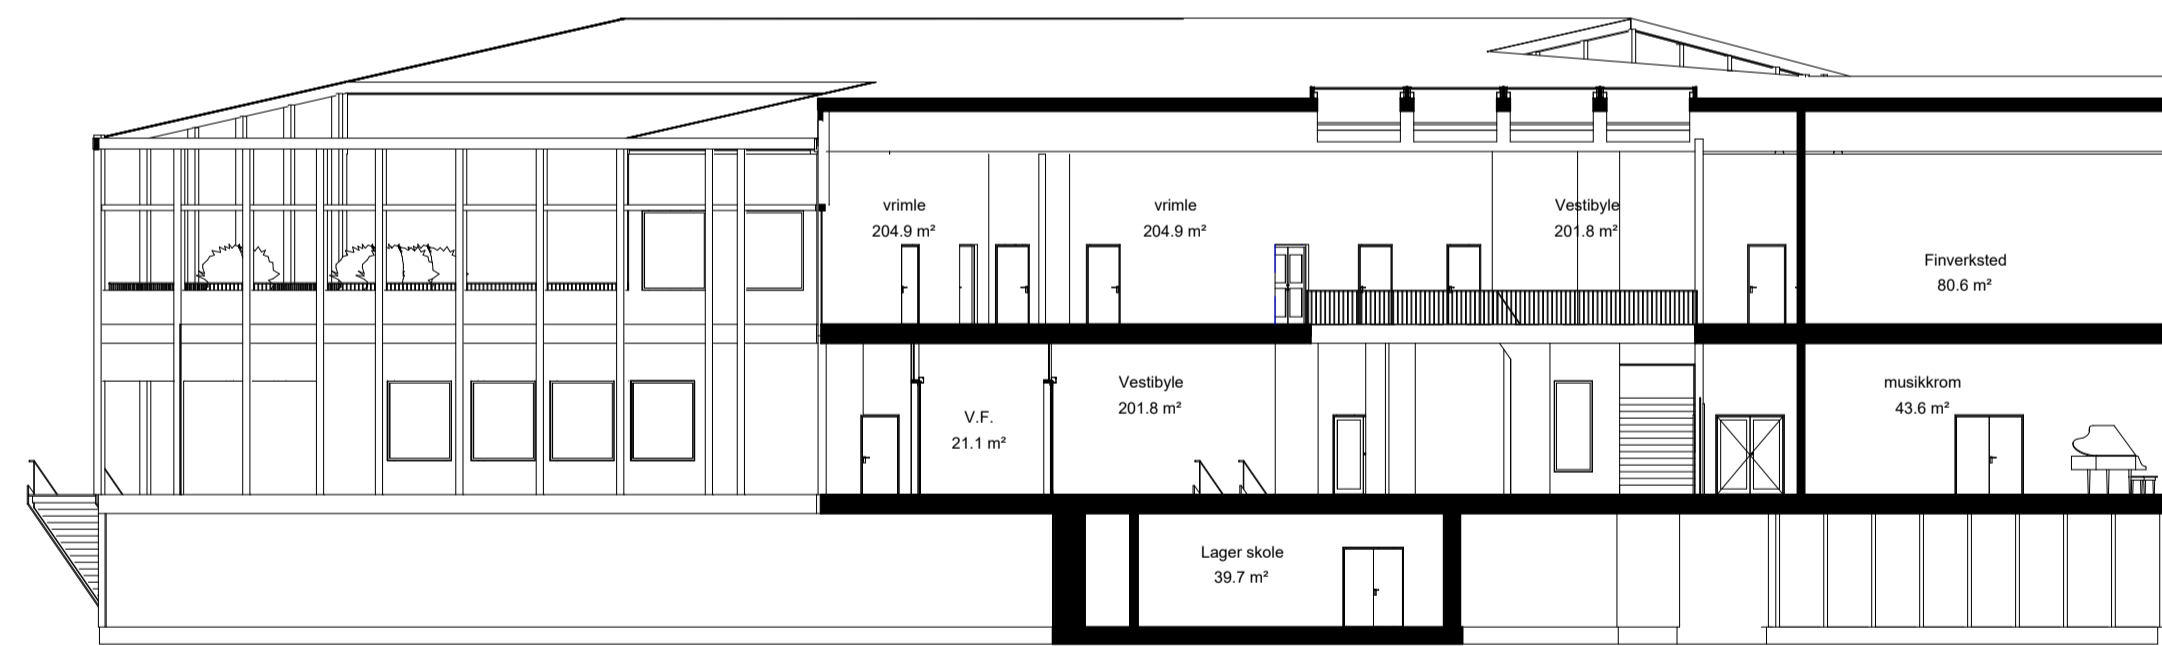 vrimle
204.9 m²
vrimle
204.9 m²
Vestibyle
201.8 m²
Finverksted
80.6 m²
V.F.
21.1 m²
Vestibyle
201.8 m²
musikkrom
43.6 m²
Lager skole
39.7 m²